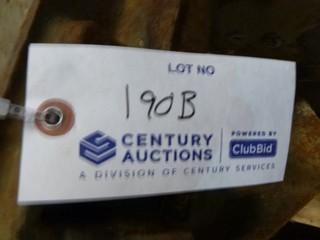 LOT NO
190B
CENTURY AUCTIONS
POWERED BY
ClubBid
A DIVISION OF CENTURY SERVICES